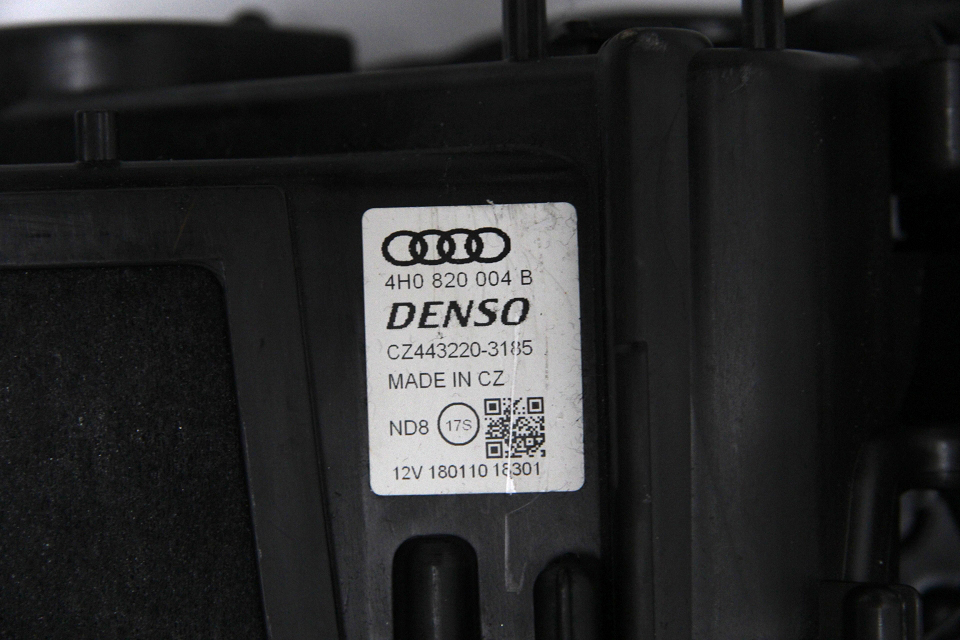 4H0 820 004 B
DENSO
CZ443220-3185
MADE IN CZ
ND8 17S
12V 180110 18301